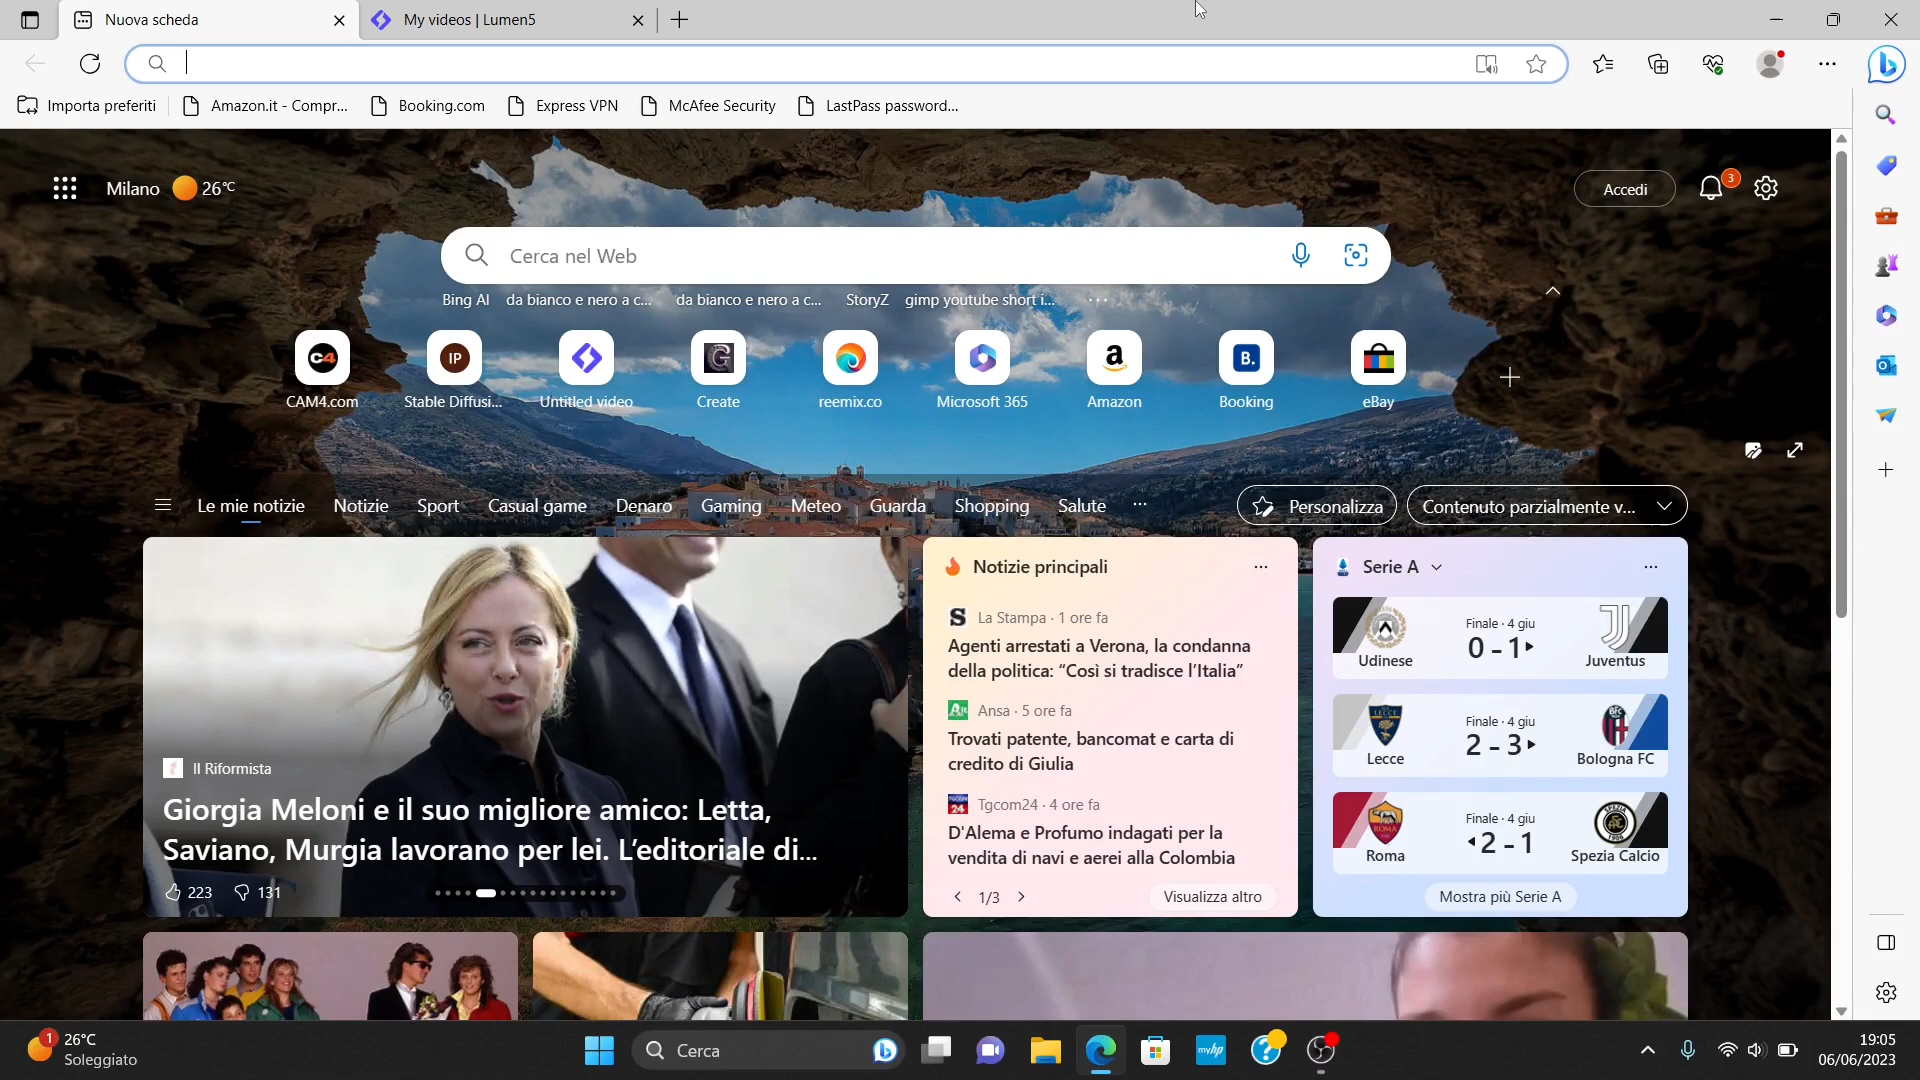 Nuova scheda
My videos | Lumen5
Importa preferiti
Amazon.it - Compr...
Booking.com
Express VPN
McAfee Security
LastPass password...
Milano 26°C
Accedi
3
Cerca nel Web
Bing AI
da bianco e nero a c...
da bianco e nero a c...
StoryZ
gimp youtube short i...
C4
IP
G
a
B.
CAM4.com
Stable Diffusi...
Untitled video
Create
reemix.co
Microsoft 365
Amazon
Booking
eBay
Le mie notizie
Notizie
Sport
Casual game
Denaro
Gaming
Meteo
Guarda
Shopping
Salute
Personalizza
Contenuto parzialmente v...
Il Riformista
Giorgia Meloni e il suo migliore amico: Letta,
Saviano, Murgia lavorano per lei. L'editoriale di...
223
131
Notizie principali
La Stampa · 1 ore fa
Agenti arrestati a Verona, la condanna
della politica: “Così si tradisce l’Italia”
Ansa · 5 ore fa
Trovati patente, bancomat e carta di
credito di Giulia
Tgcom24 · 4 ore fa
D'Alema e Profumo indagati per la
vendita di navi e aerei alla Colombia
1/3
Visualizza altro
Serie A
Finale · 4 giu
0 - 1
Udinese
Juventus
Finale · 4 giu
2 - 3
Lecce
Bologna FC
Finale · 4 giu
2 - 1
Roma
Spezia Calcio
Mostra più Serie A
1
26°C
Soleggiato
Cerca
myhp
19:05
06/06/2023